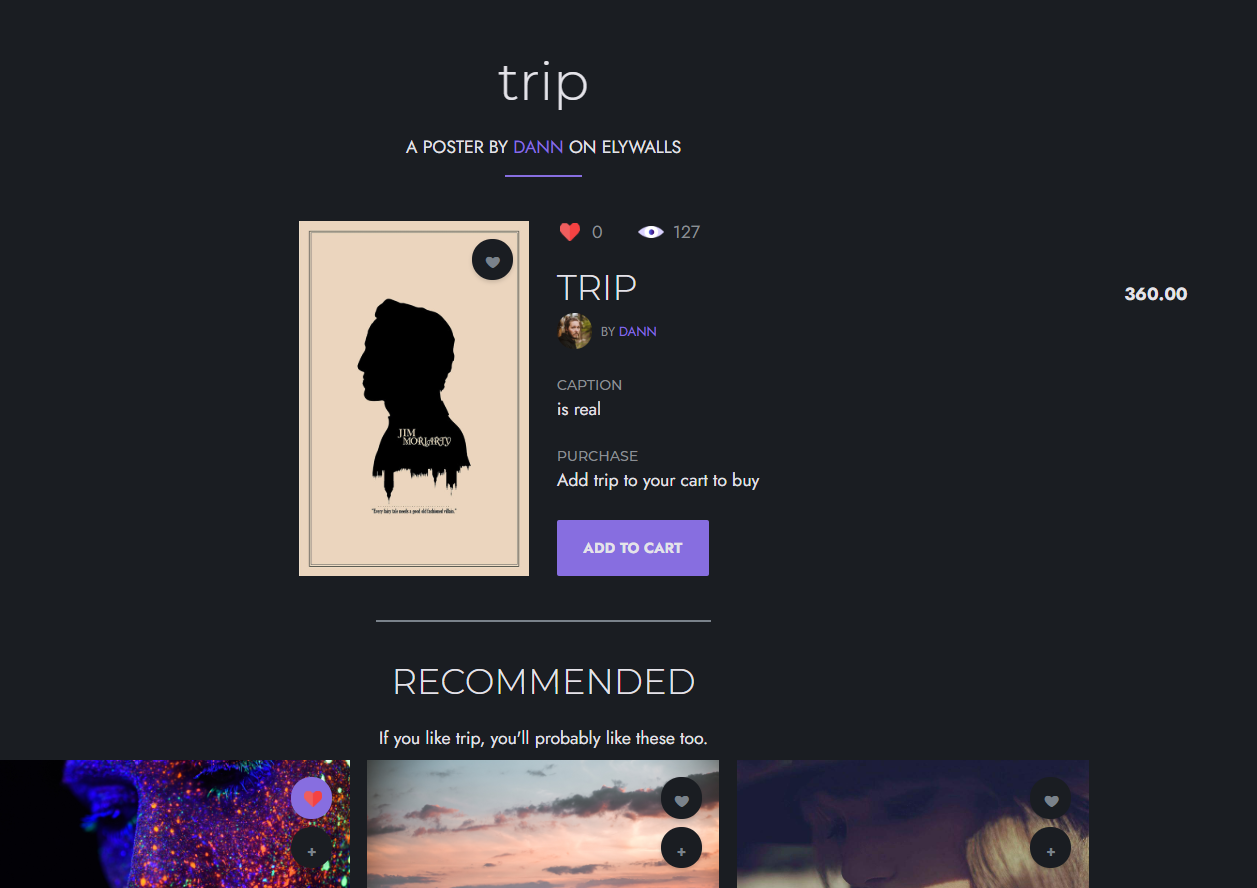 trip
A POSTER BY DANN ON ELYWALLS
0 127
TRIP
360.00
BY DANN
CAPTION
is real
PURCHASE
Add trip to your cart to buy
ADD TO CART
JIM
MORIARTY
"Every fairy tale needs a good old fashioned villain."
RECOMMENDED
If you like trip, you'll probably like these too.